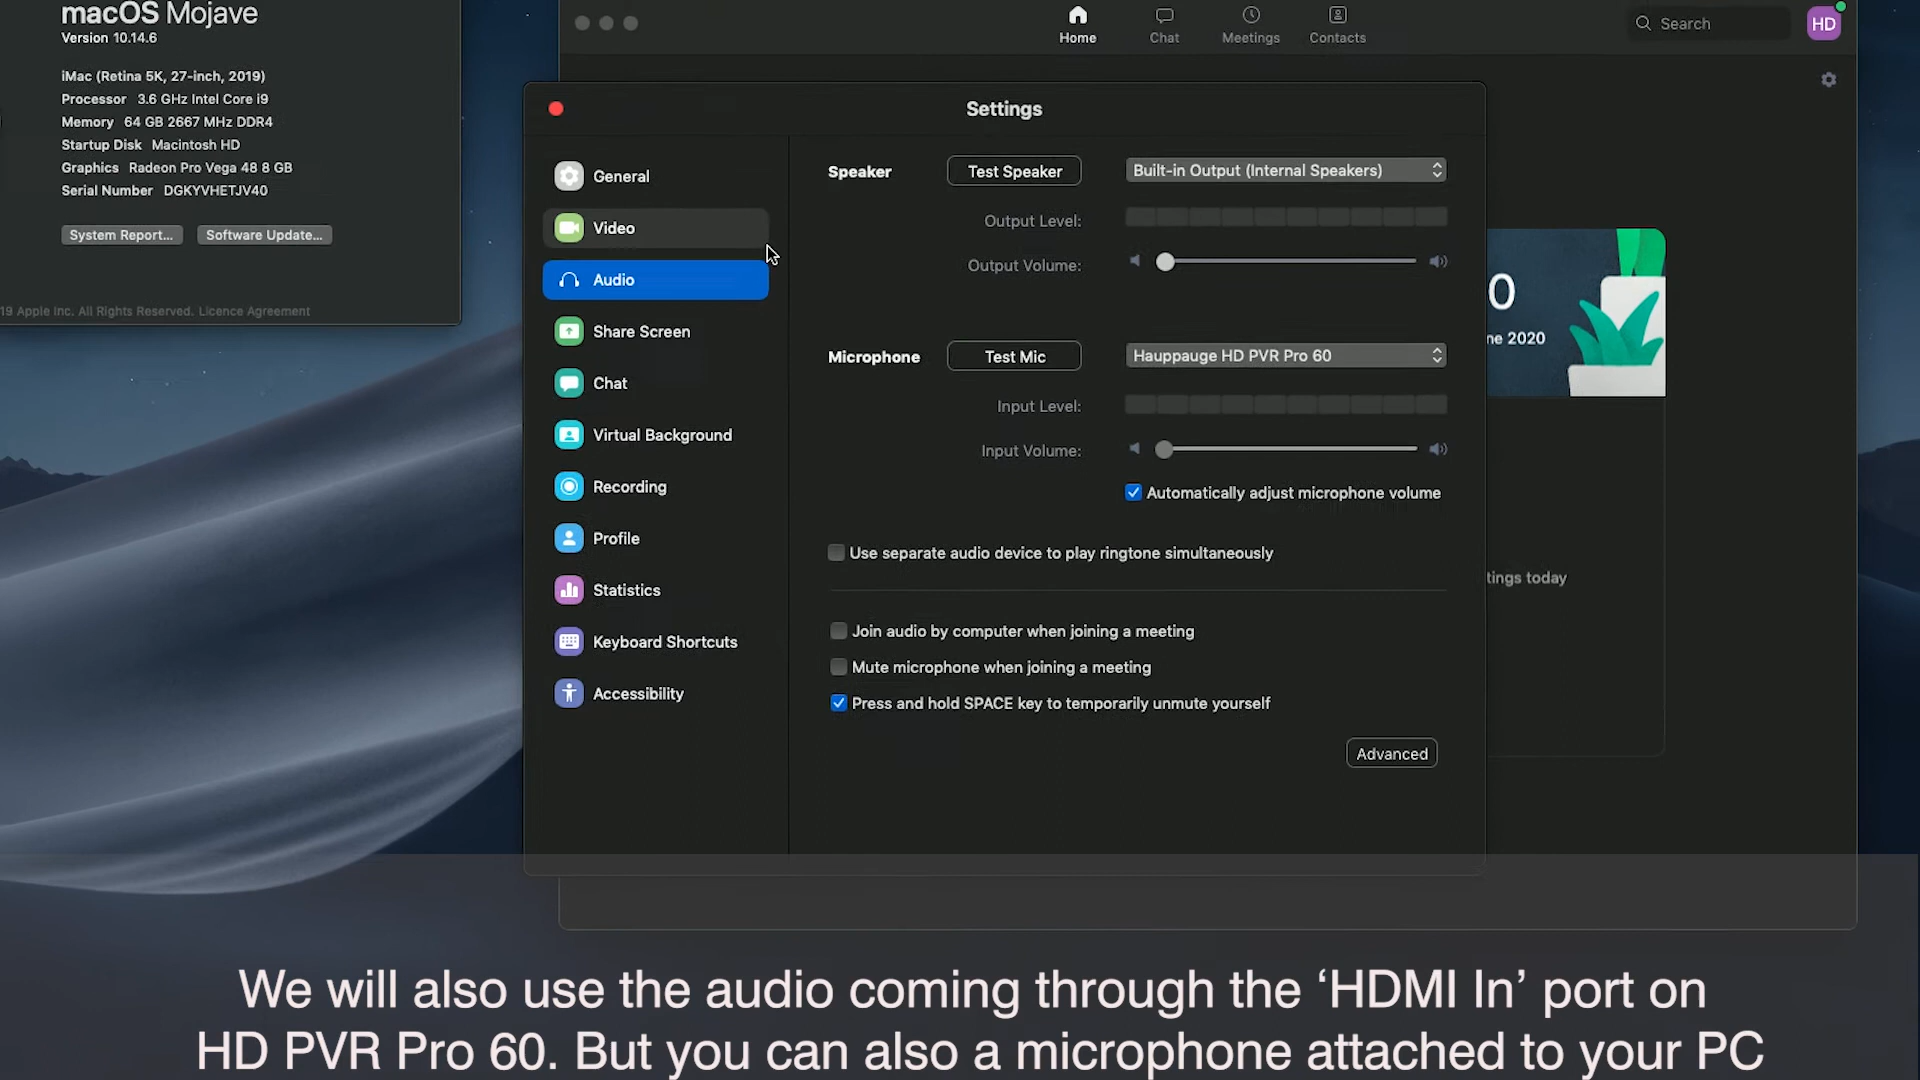 macOS Mojave
Version 10.14.6
iMac (Retina 5K, 27-inch, 2019)
Processor 3.6 GHz Intel Core i9
Memory 64 GB 2667 MHz DDR4
Startup Disk Macintosh HD
Graphics Radeon Pro Vega 48 8 GB
Serial Number DGKYVHETJV40
System Report...
Software Update...
19 Apple Inc. All Rights Reserved. Licence Agreement
Home
Chat
Meetings
Contacts
Search
HD
Settings
General
Video
Audio
Share Screen
Chat
Virtual Background
Recording
Profile
Statistics
Keyboard Shortcuts
Accessibility
Speaker
Test Speaker
Built-in Output (Internal Speakers)
Output Level:
Output Volume:
Microphone
Test Mic
Hauppauge HD PVR Pro 60
Input Level:
Input Volume:
Automatically adjust microphone volume
Use separate audio device to play ringtone simultaneously
Join audio by computer when joining a meeting
Mute microphone when joining a meeting
Press and hold SPACE key to temporarily unmute yourself
Advanced
0
ne 2020
tings today
We will also use the audio coming through the ‘HDMI In’ port on
HD PVR Pro 60. But you can also a microphone attached to your PC